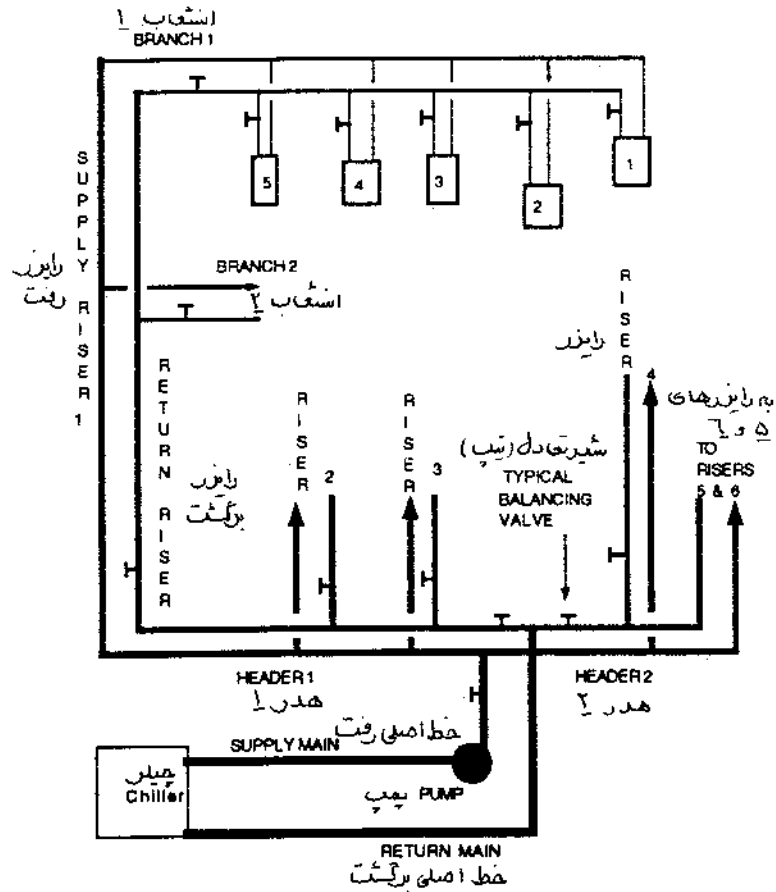 انشعاب ۱
BRANCH 1
5
4
3
2
1
SUPPLY RISER 1
رایزر
رفت
BRANCH 2
انشعاب ۲
RETURN RISER
رایزر
برگشت
RISER
2
RISER
3
شیر تعادل (تیپ)
TYPICAL
BALANCING
VALVE
RISER
4
رایزر
به رایزرهای
۵ و ۶
TO
RISERS
5 & 6
HEADER 1
هدر ۱
HEADER 2
هدر ۲
خط اصلی رفت
SUPPLY MAIN
چیلر
Chiller
پمپ PUMP
RETURN MAIN
خط اصلی برگشت